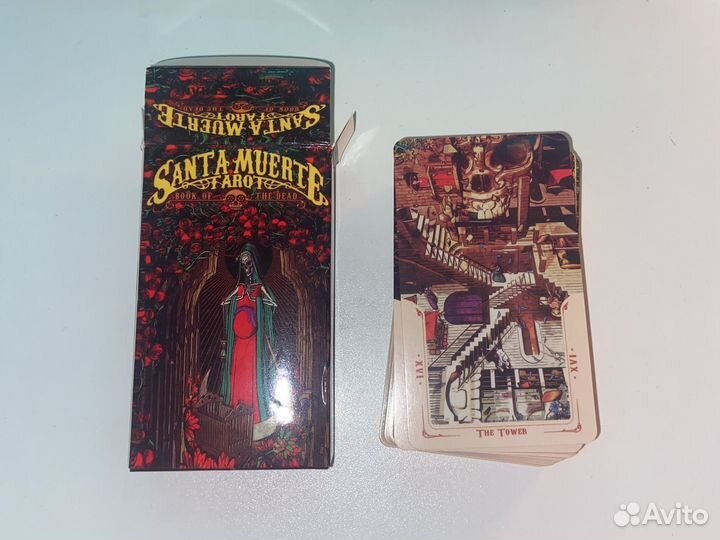 SANTA MUERTE
TAROT
BOOK OF THE DEAD
SANTA MUERTE
TAROT
BOOK OF THE DEAD
XVI
XVI
THE TOWER
Avito